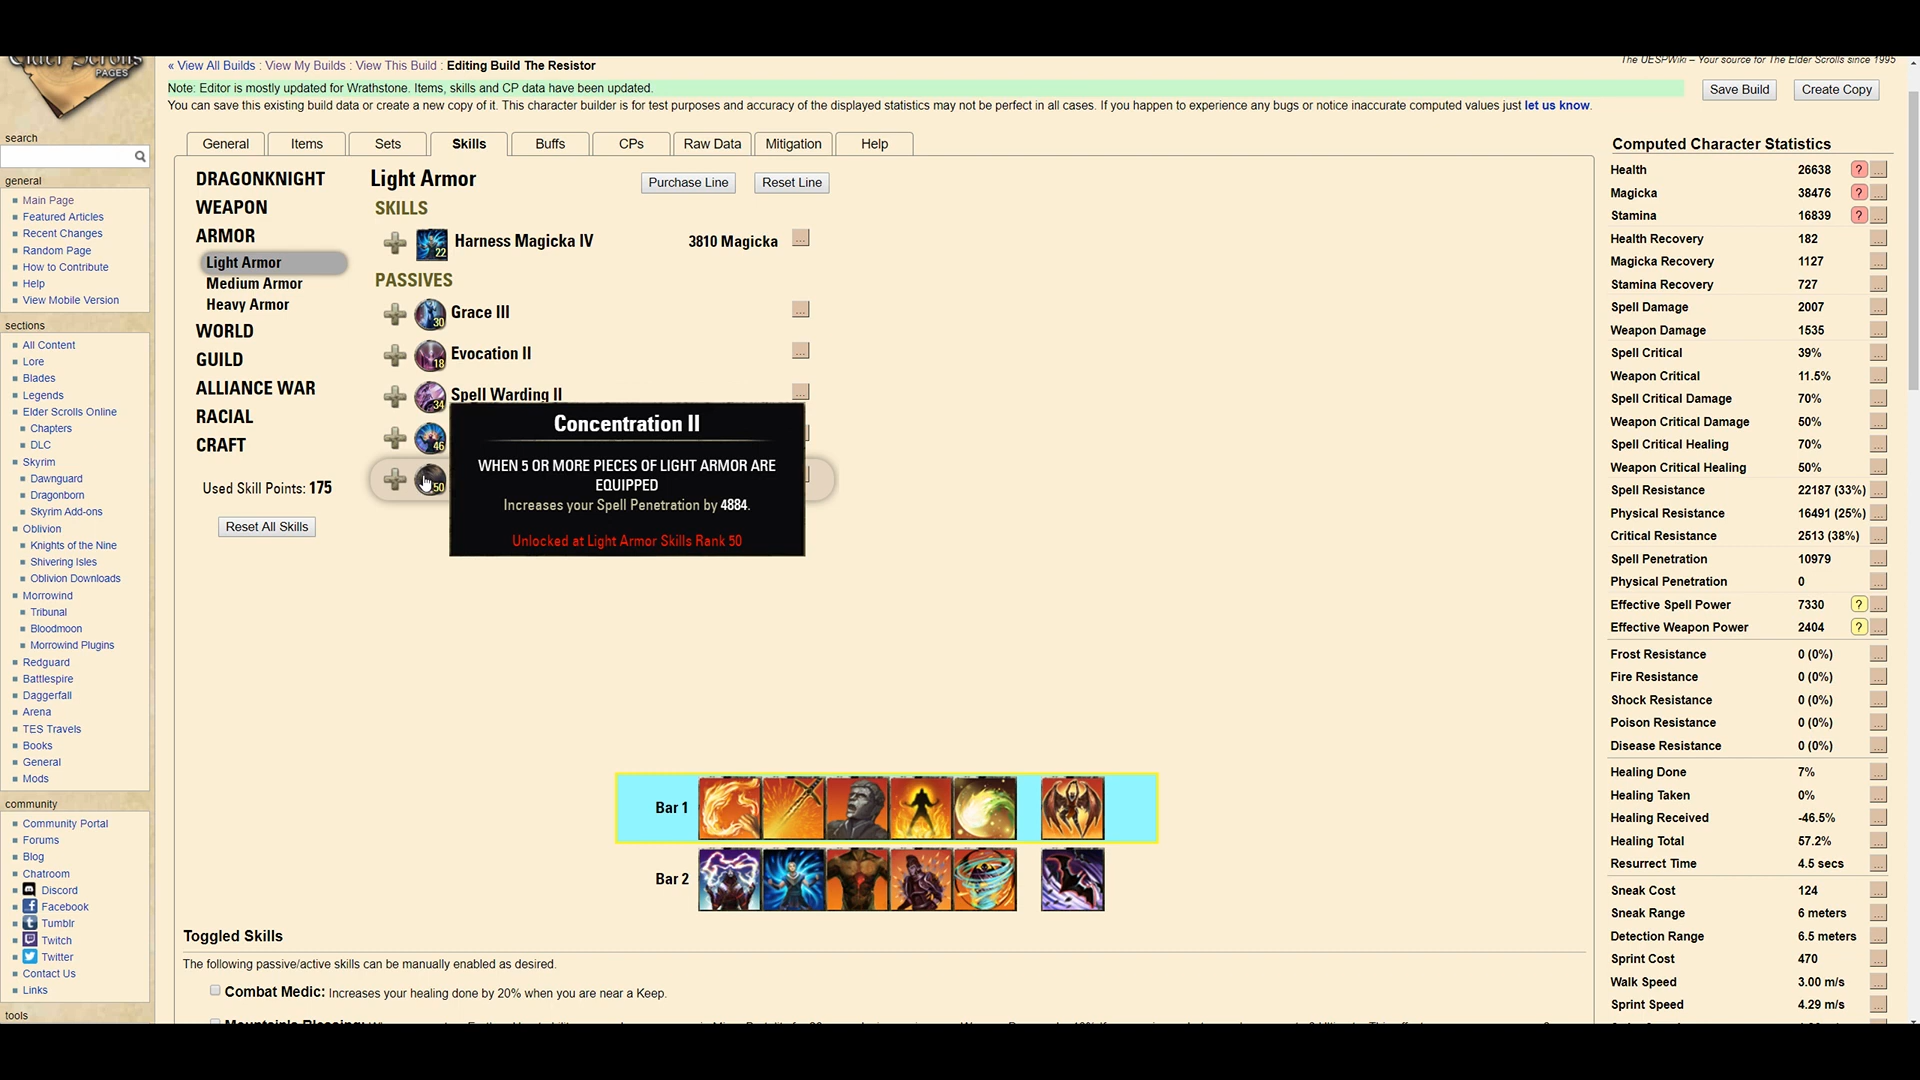 Elder Scrolls
PAGES
The UESPWiki – Your source for The Elder Scrolls since 1995
« View All Builds : View My Builds : View This Build : Editing Build The Resistor
Note: Editor is mostly updated for Wrathstone. Items, skills and CP data have been updated.
You can save this existing build data or create a new copy of it. This character builder is for test purposes and accuracy of the displayed statistics may not be perfect in all cases. If you happen to experience any bugs or notice inaccurate computed values just let us know.
Save Build
Create Copy
search
general
Main Page
Featured Articles
Recent Changes
Random Page
How to Contribute
Help
View Mobile Version
sections
All Content
Lore
Blades
Legends
Elder Scrolls Online
Chapters
DLC
Skyrim
Dawnguard
Dragonborn
Skyrim Add-ons
Oblivion
Knights of the Nine
Shivering Isles
Oblivion Downloads
Morrowind
Tribunal
Bloodmoon
Morrowind Plugins
Redguard
Battlespire
Daggerfall
Arena
TES Travels
Books
General
Mods
community
Community Portal
Forums
Blog
Chatroom
Discord
Facebook
Tumblr
Twitch
Twitter
Contact Us
Links
tools
General
Items
Sets
Skills
Buffs
CPs
Raw Data
Mitigation
Help
DRAGONKNIGHT
WEAPON
ARMOR
Light Armor
Medium Armor
Heavy Armor
WORLD
GUILD
ALLIANCE WAR
RACIAL
CRAFT
Used Skill Points: 175
Reset All Skills
Light Armor
Purchase Line
Reset Line
SKILLS
22
Harness Magicka IV
3810 Magicka
...
PASSIVES
30
Grace III
...
18
Evocation II
...
34
Spell Warding II
...
46
50
Concentration II
WHEN 5 OR MORE PIECES OF LIGHT ARMOR ARE
EQUIPPED
Increases your Spell Penetration by 4884.
Unlocked at Light Armor Skills Rank 50
Bar 1
Bar 2
Toggled Skills
The following passive/active skills can be manually enabled as desired.
Combat Medic: Increases your healing done by 20% when you are near a Keep.
Computed Character Statistics
Health 26638 ? ...
Magicka 38476 ? ...
Stamina 16839 ? ...
Health Recovery 182 ...
Magicka Recovery 1127 ...
Stamina Recovery 727 ...
Spell Damage 2007 ...
Weapon Damage 1535 ...
Spell Critical 39% ...
Weapon Critical 11.5% ...
Spell Critical Damage 70% ...
Weapon Critical Damage 50% ...
Spell Critical Healing 70% ...
Weapon Critical Healing 50% ...
Spell Resistance 22187 (33%) ...
Physical Resistance 16491 (25%) ...
Critical Resistance 2513 (38%) ...
Spell Penetration 10979 ...
Physical Penetration 0 ...
Effective Spell Power 7330 ? ...
Effective Weapon Power 2404 ? ...
Frost Resistance 0 (0%) ...
Fire Resistance 0 (0%) ...
Shock Resistance 0 (0%) ...
Poison Resistance 0 (0%) ...
Disease Resistance 0 (0%) ...
Healing Done 7% ...
Healing Taken 0% ...
Healing Received -46.5% ...
Healing Total 57.2% ...
Resurrect Time 4.5 secs ...
Sneak Cost 124 ...
Sneak Range 6 meters ...
Detection Range 6.5 meters ...
Sprint Cost 470 ...
Walk Speed 3.00 m/s ...
Sprint Speed 4.29 m/s ...